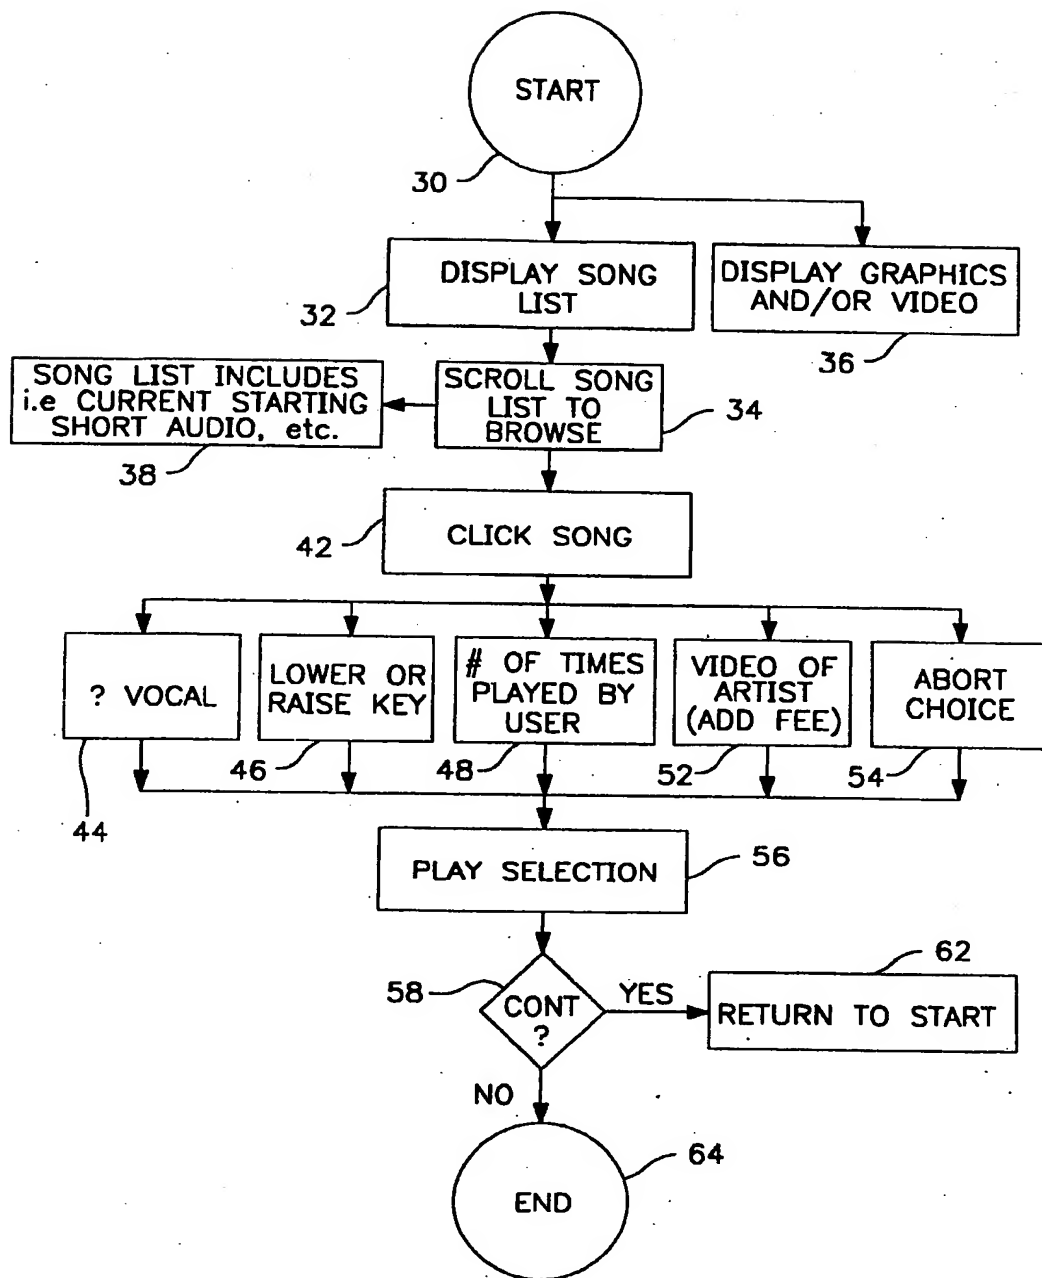 START
30
DISPLAY SONG
LIST
32
DISPLAY GRAPHICS
AND/OR VIDEO
36
SONG LIST INCLUDES
i.e CURRENT STARTING
SHORT AUDIO, etc.
38
SCROLL SONG
LIST TO
BROWSE
34
CLICK SONG
42
? VOCAL
44
LOWER OR
RAISE KEY
46
# OF TIMES
PLAYED BY
USER
48
VIDEO OF
ARTIST
(ADD FEE)
52
ABORT
CHOICE
54
PLAY SELECTION
56
58
CONT
?
YES
62
RETURN TO START
NO
END
64